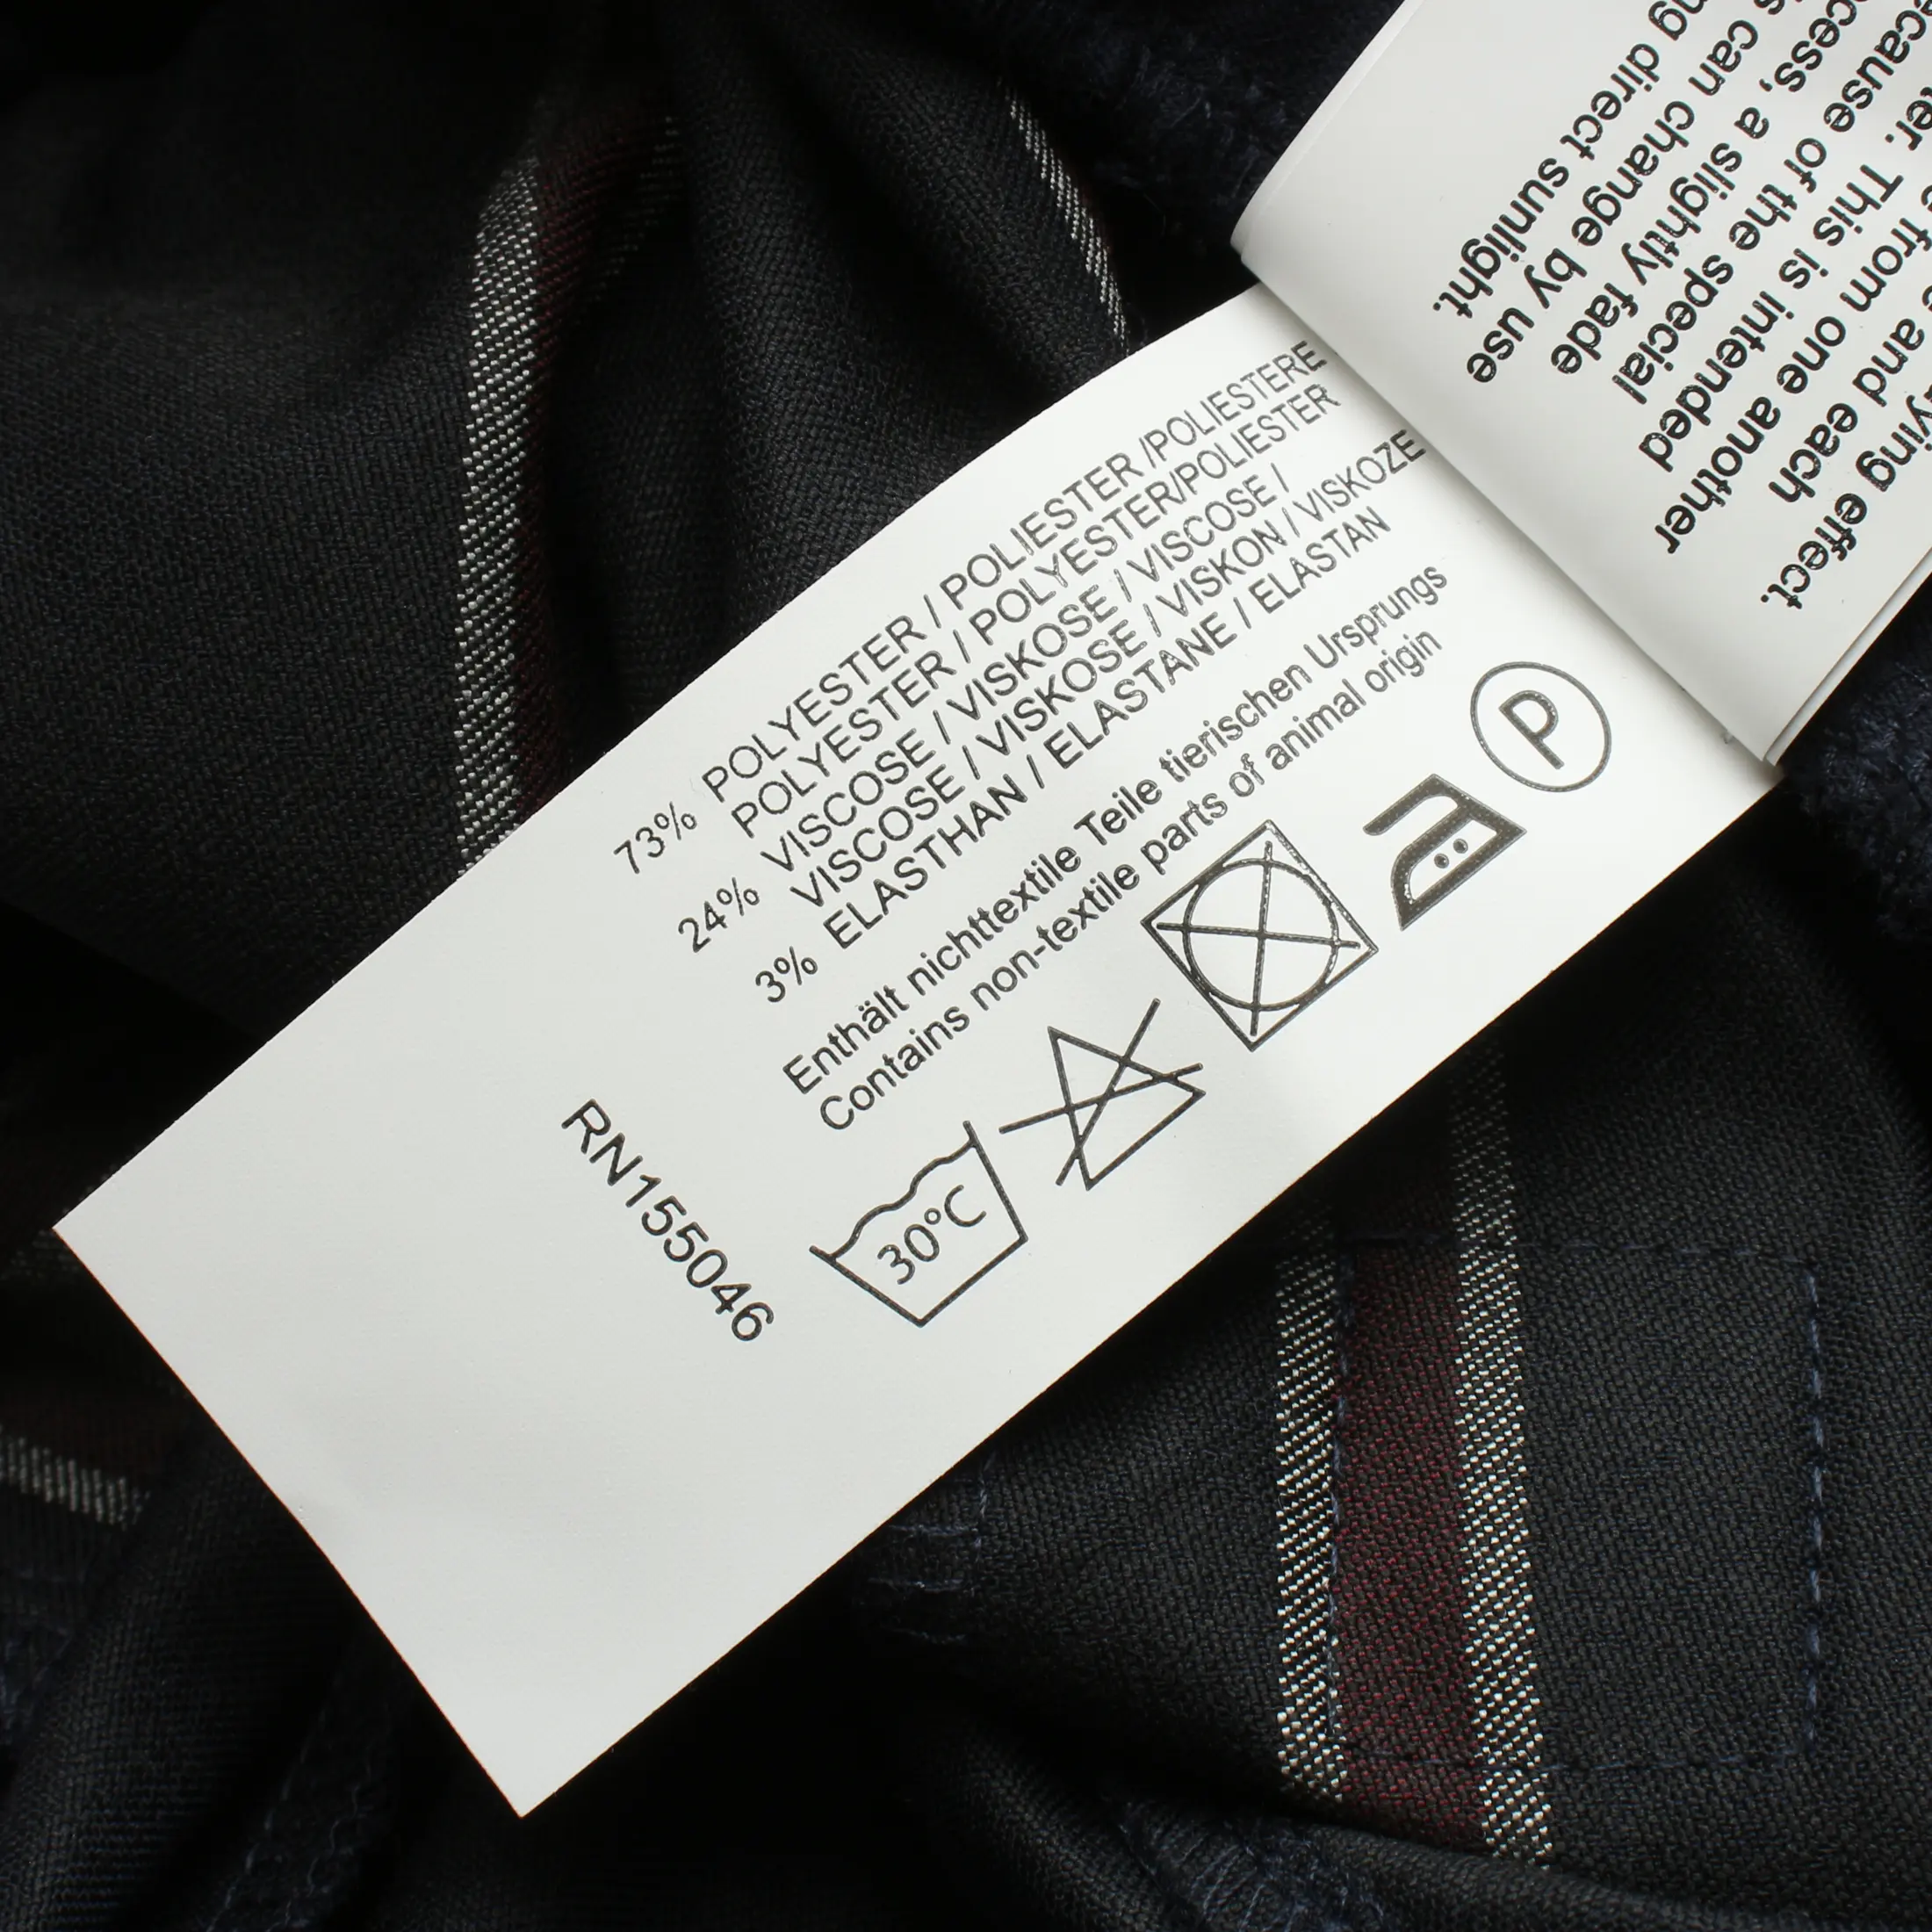 73% POLYESTER / POLIESTER /POLIESTERE
POLYESTER / POLYESTER/POLIESTER
24% VISCOSE / VISKOSE / VISCOSE /
VISCOSE / VISKOSE / VISKON / VISKOZE
3% ELASTHAN / ELASTANE / ELASTAN
Enthält nichttextile Teile tierischen Ursprungs
Contains non-textile parts of animal origin
30°C
P
RN155046
effect.
and each
from one another
This is intended
of the special
a slightly fade
can change by use
direct sunlight.